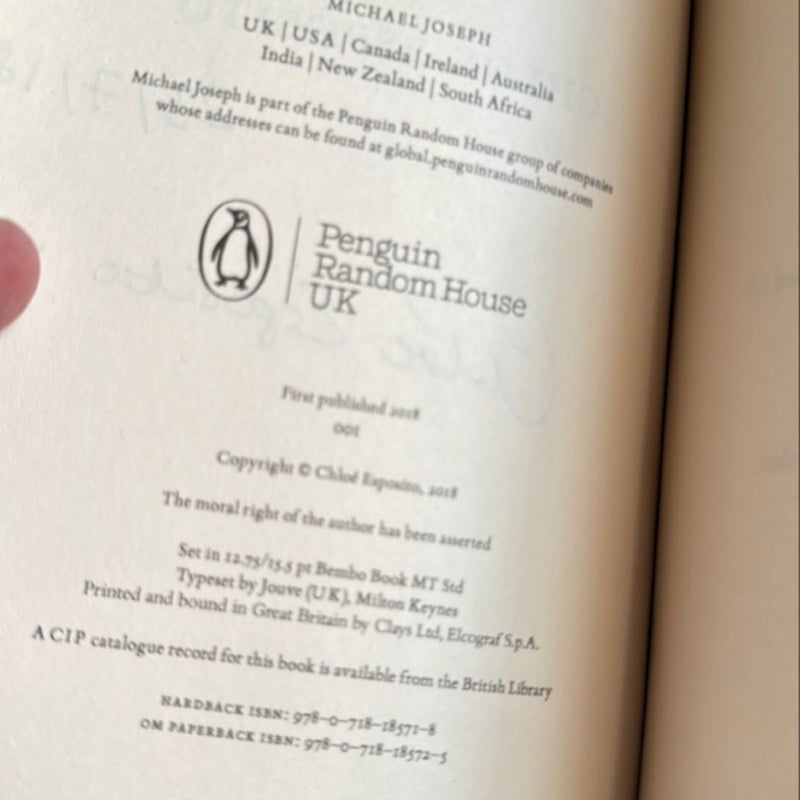 MICHAEL JOSEPH
UK | USA | Canada | Ireland | Australia
India | New Zealand | South Africa
Michael Joseph is part of the Penguin Random House group of companies
whose addresses can be found at global.penguinrandomhouse.com
Penguin
Random House
UK
First published 2018
001
Copyright © Chloé Esposito, 2018
The moral right of the author has been asserted
Set in 12.75/15.5 pt Bembo Book MT Std
Typeset by Jouve (UK), Milton Keynes
Printed and bound in Great Britain by Clays Ltd, Elcograf S.p.A.
A CIP catalogue record for this book is available from the British Library
HARDBACK ISBN: 978-0-718-18571-8
OM PAPERBACK ISBN: 978-0-718-18572-5